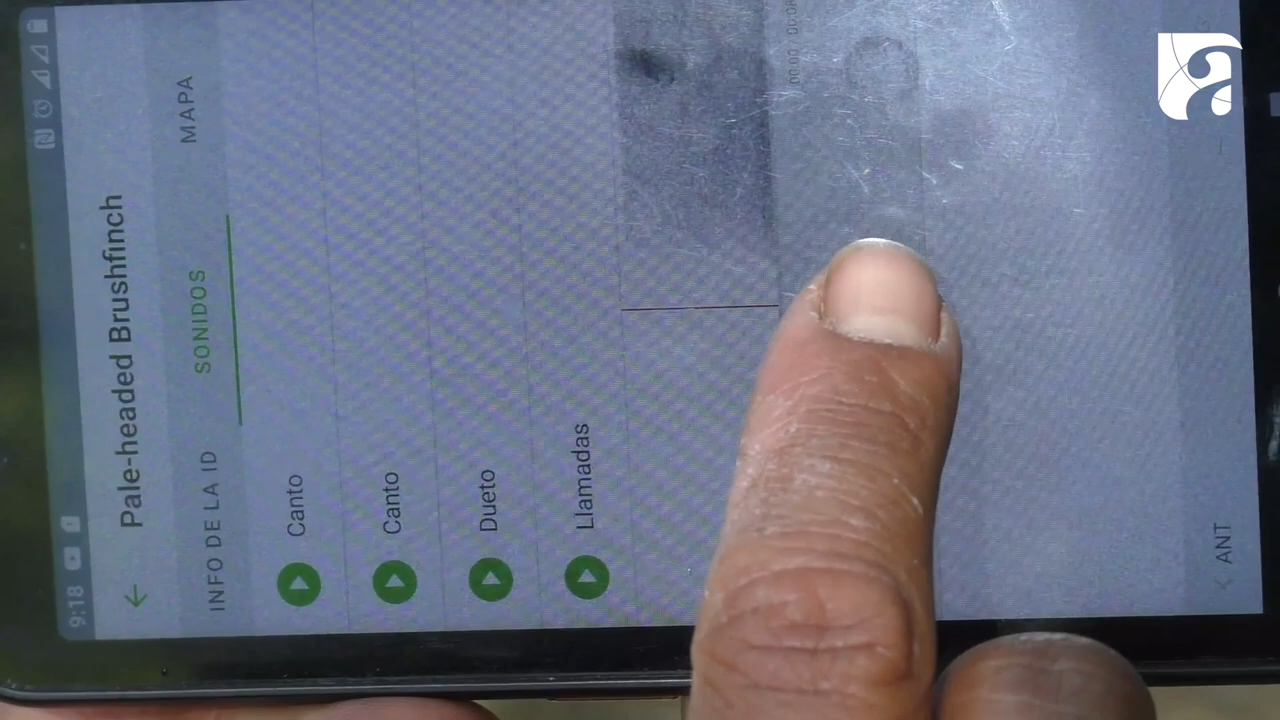 9:18
Pale-headed Brushfinch
INFO DE LA ID SONIDOS MAPA
Canto
Canto
Dueto
Llamadas
ANT